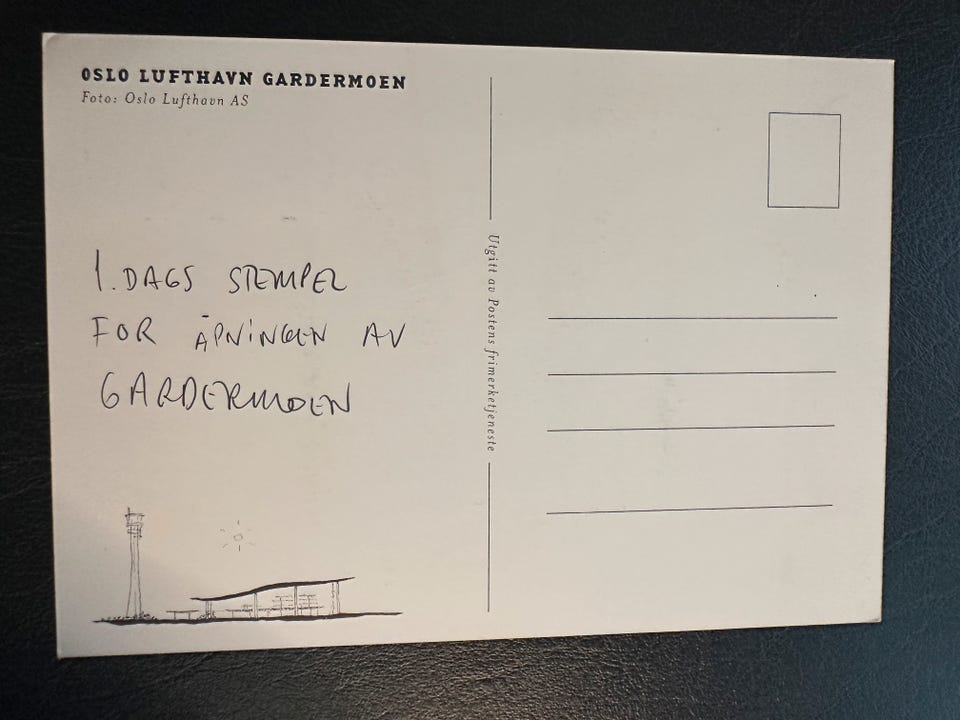 OSLO LUFTHAVN GARDERMOEN
Foto: Oslo Lufthavn AS
1. DAGS STEMPEL
FOR ÅPNINGEN AV
GARDERMOEN
Utgitt av Postens frimerketjeneste